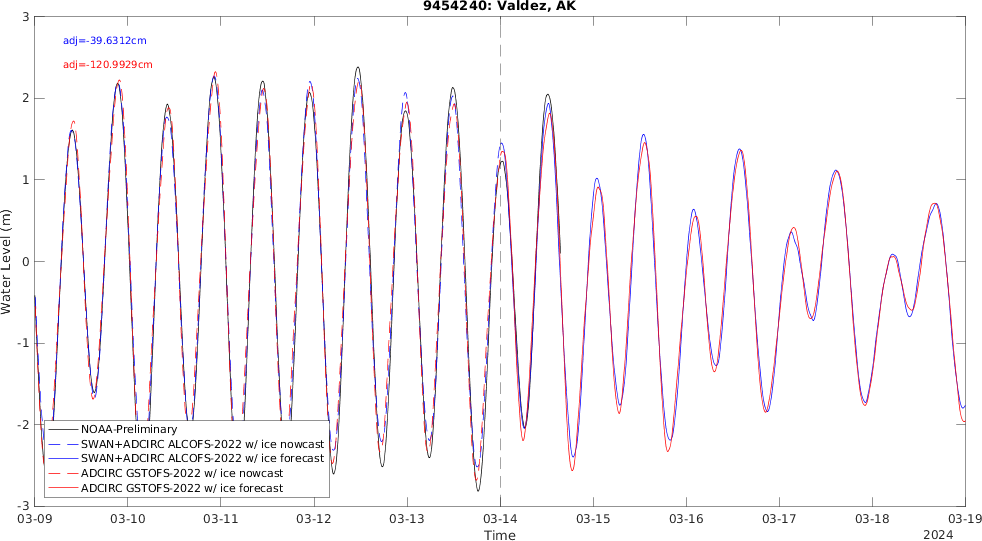 9454240: Valdez, AK
adj=-39.6312cm
adj=-120.9929cm
Water Level (m)
3
2
1
0
-1
-2
-3
NOAA-Preliminary
SWAN+ADCIRC ALCOFS-2022 w/ ice nowcast
SWAN+ADCIRC ALCOFS-2022 w/ ice forecast
ADCIRC GSTOFS-2022 w/ ice nowcast
ADCIRC GSTOFS-2022 w/ ice forecast
03-09 03-10 03-11 03-12 03-13 03-14 03-15 03-16 03-17 03-18 03-19
Time
2024